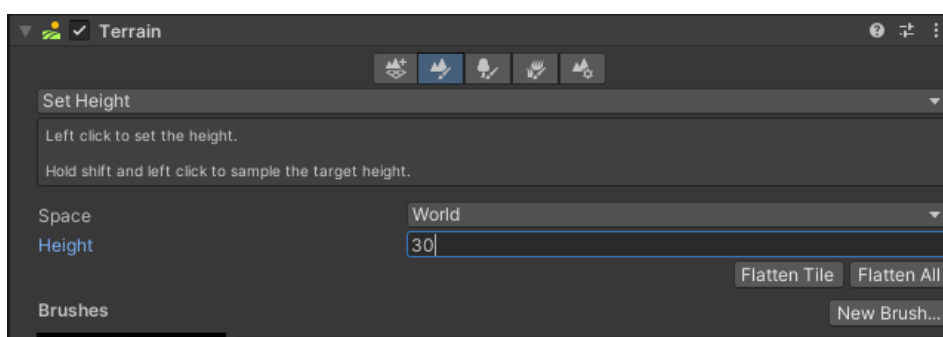 Terrain
Set Height
Left click to set the height.
Hold shift and left click to sample the target height.
Space World
Height 30
Flatten Tile Flatten All
Brushes New Brush...